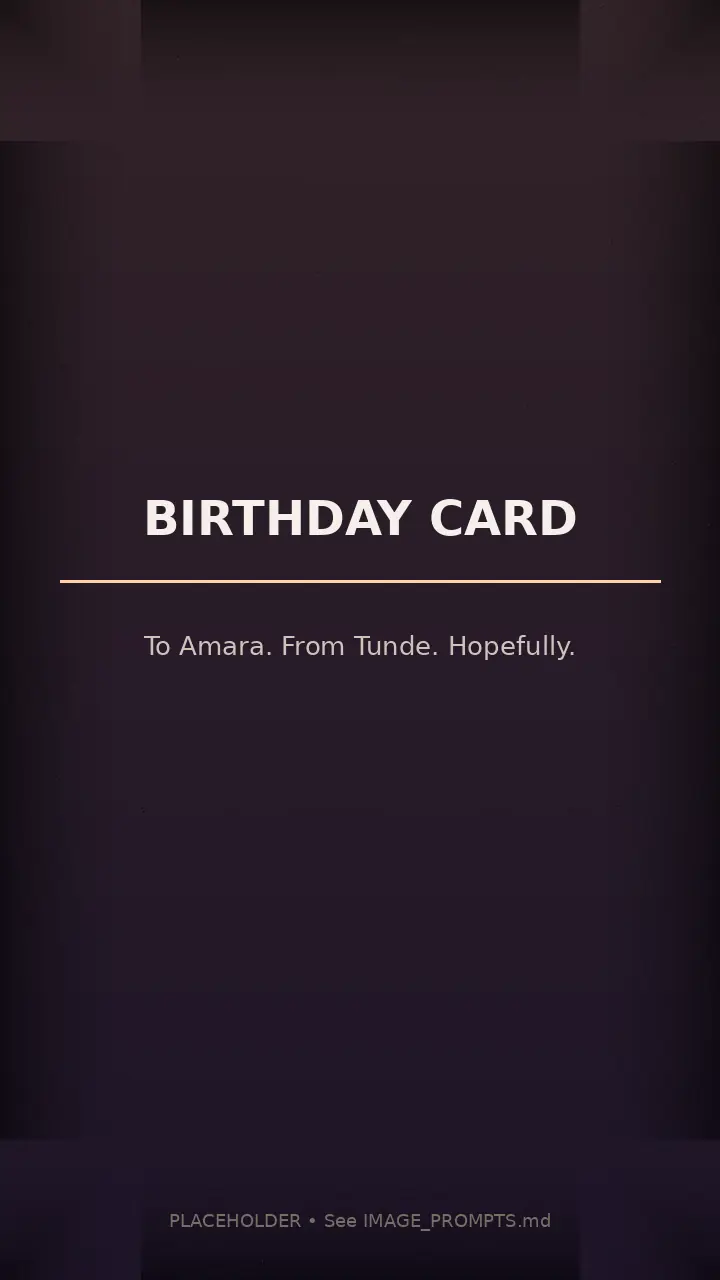 BIRTHDAY CARD
To Amara. From Tunde. Hopefully.
PLACEHOLDER • See IMAGE_PROMPTS.md